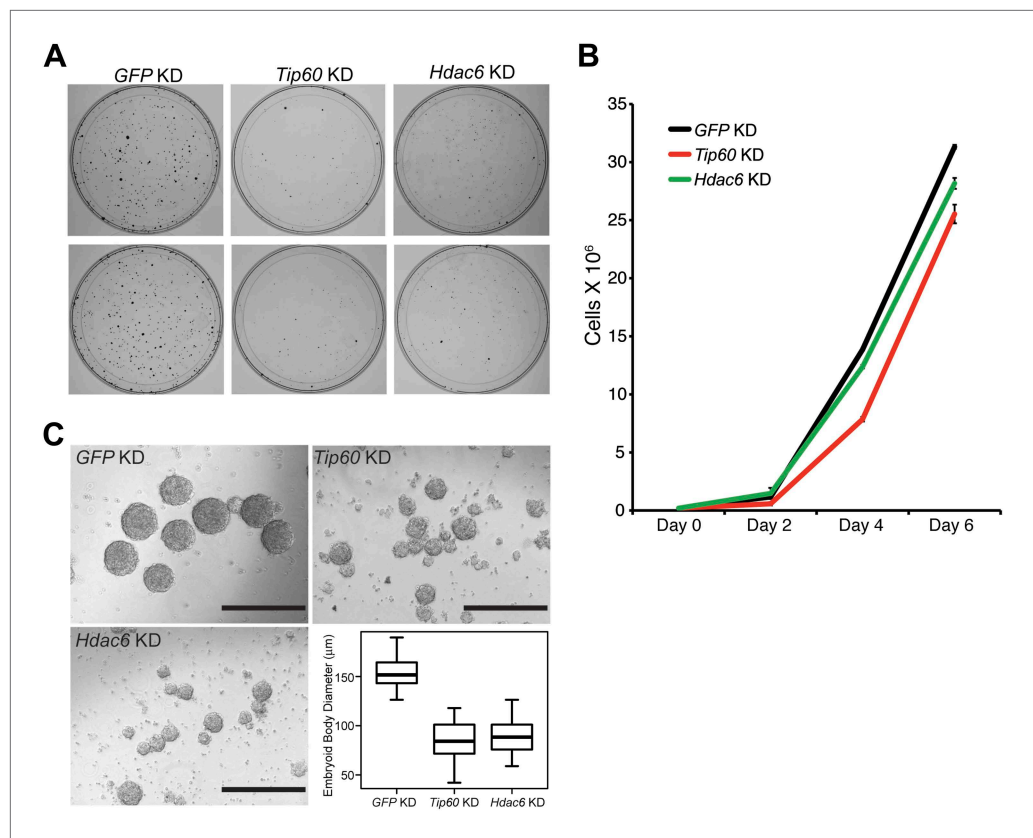 A
GFP KD Tip60 KD Hdac6 KD
B
35
30
25
20
15
10
5
0
Cells X 10⁶
GFP KD
Tip60 KD
Hdac6 KD
Day 0 Day 2 Day 4 Day 6
C
GFP KD
Tip60 KD
Hdac6 KD
Embryoid Body Diameter (µm)
150
100
50
GFP KD Tip60 KD Hdac6 KD